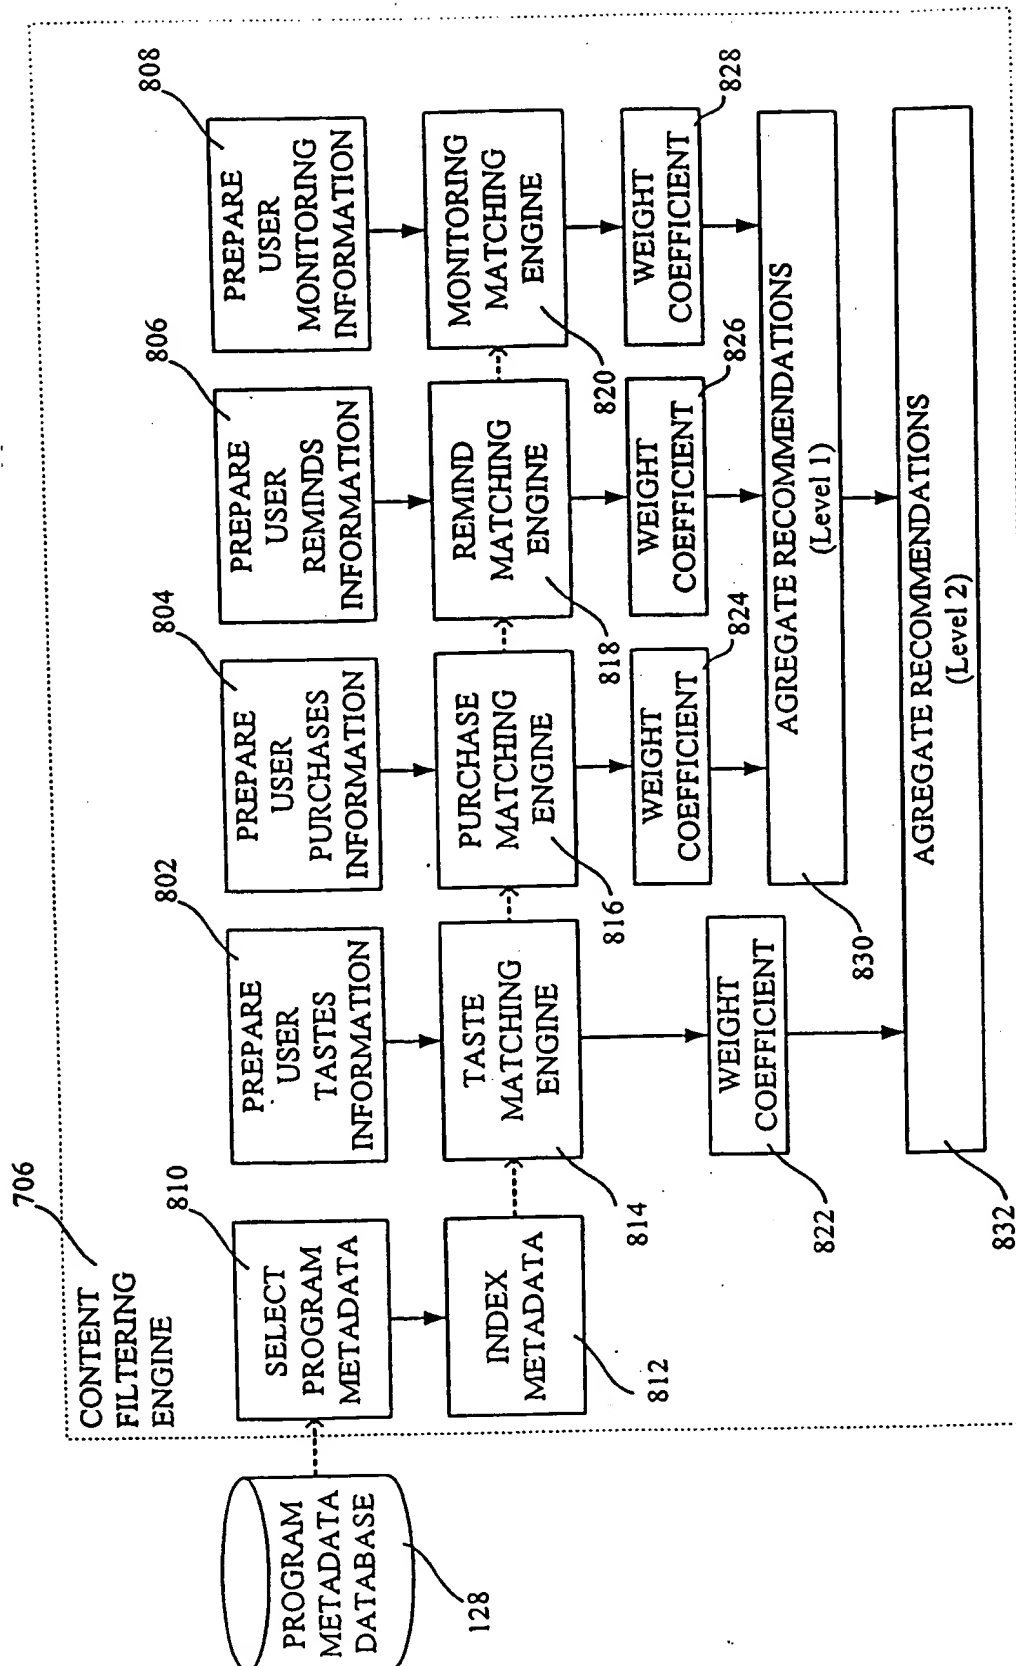 706
CONTENT
FILTERING
ENGINE
PROGRAM
METADATA
DATABASE
128
810
SELECT
PROGRAM
METADATA
INDEX
METADATA
812
802
PREPARE
USER
TASTES
INFORMATION
TASTE
MATCHING
ENGINE
814
WEIGHT
COEFFICIENT
822
804
PREPARE
USER
PURCHASES
INFORMATION
PURCHASE
MATCHING
ENGINE
816
WEIGHT
COEFFICIENT
824
806
PREPARE
USER
REMINDS
INFORMATION
REMIND
MATCHING
ENGINE
818
WEIGHT
COEFFICIENT
826
808
PREPARE
USER
MONITORING
INFORMATION
MONITORING
MATCHING
ENGINE
820
WEIGHT
COEFFICIENT
828
AGREGATE RECOMMENDATIONS
(Level 1)
830
AGREGATE RECOMMENDATIONS
(Level 2)
832